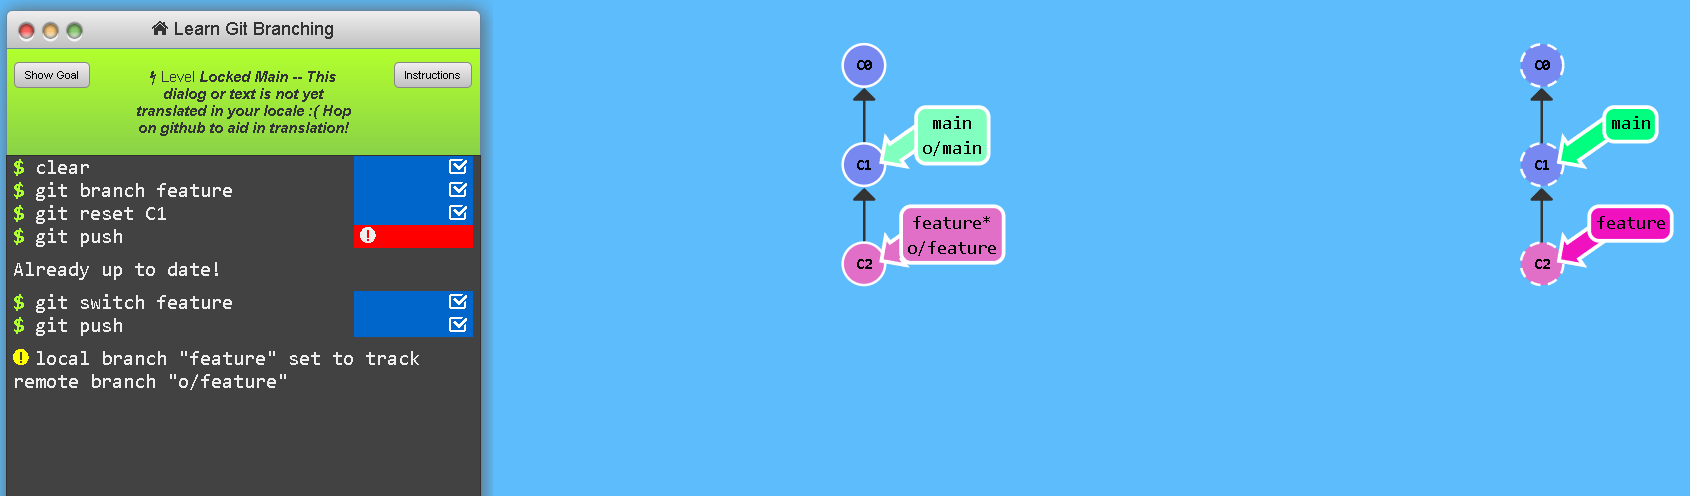 Learn Git Branching
Show Goal
Level Locked Main -- This
dialog or text is not yet
translated in your locale :( Hop
on github to aid in translation!
Instructions
$ clear
$ git branch feature
$ git reset C1
$ git push
Already up to date!
$ git switch feature
$ git push
local branch "feature" set to track
remote branch "o/feature"
C0
main
o/main
C1
feature*
o/feature
C2
C0
main
C1
feature
C2